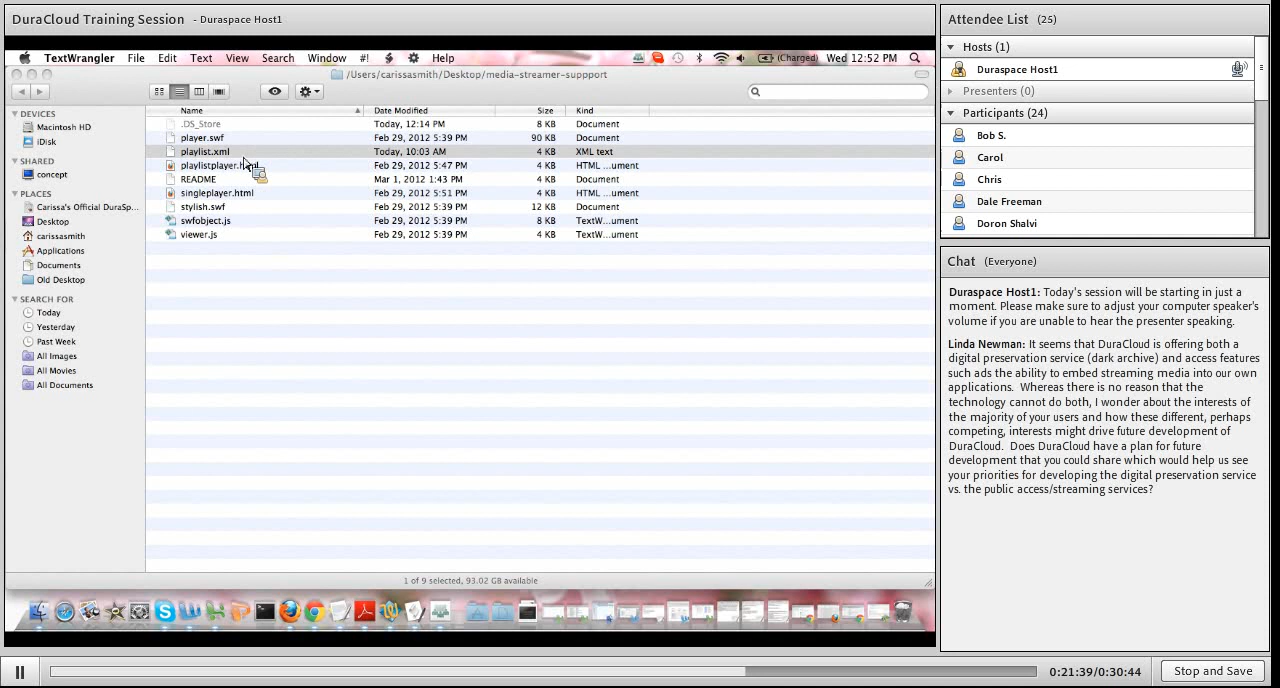 DuraCloud Training Session - Duraspace Host1
TextWrangler File Edit Text View Search Window #! Help (Charged) Wed 12:52 PM
/Users/carissasmith/Desktop/media-streamer-suppport
Name Date Modified Size Kind
.DS_Store Today, 12:14 PM 8 KB Document
player.swf Feb 29, 2012 5:39 PM 90 KB Document
playlist.xml Today, 10:03 AM 4 KB XML text
playlistplayer.html Feb 29, 2012 5:47 PM 4 KB HTML ...ument
README Mar 1, 2012 1:43 PM 4 KB Document
singleplayer.html Feb 29, 2012 5:51 PM 4 KB HTML ...ument
stylish.swf Feb 29, 2012 5:39 PM 12 KB Document
swfobject.js Feb 29, 2012 5:39 PM 8 KB TextW...ument
viewer.js Feb 29, 2012 5:39 PM 4 KB TextW...ument
DEVICES
Macintosh HD
iDisk
SHARED
concept
PLACES
Carissa's Official DuraSp...
Desktop
carissasmith
Applications
Documents
Old Desktop
SEARCH FOR
Today
Yesterday
Past Week
All Images
All Movies
All Documents
1 of 9 selected, 93.02 GB available
Attendee List (25)
Hosts (1)
Duraspace Host1
Presenters (0)
Participants (24)
Bob S.
Carol
Chris
Dale Freeman
Doron Shalvi
Chat (Everyone)
Duraspace Host1: Today's session will be starting in just a
moment. Please make sure to adjust your computer speaker's
volume if you are unable to hear the presenter speaking.
Linda Newman: It seems that DuraCloud is offering both a
digital preservation service (dark archive) and access features
such ads the ability to embed streaming media into our own
applications. Whereas there is no reason that the
technology cannot do both, I wonder about the interests of
the majority of your users and how these different, perhaps
competing, interests might drive future development of
DuraCloud. Does DuraCloud have a plan for future
development that you could share which would help us see
your priorities for developing the digital preservation service
vs. the public access/streaming services?
0:21:39/0:30:44 Stop and Save